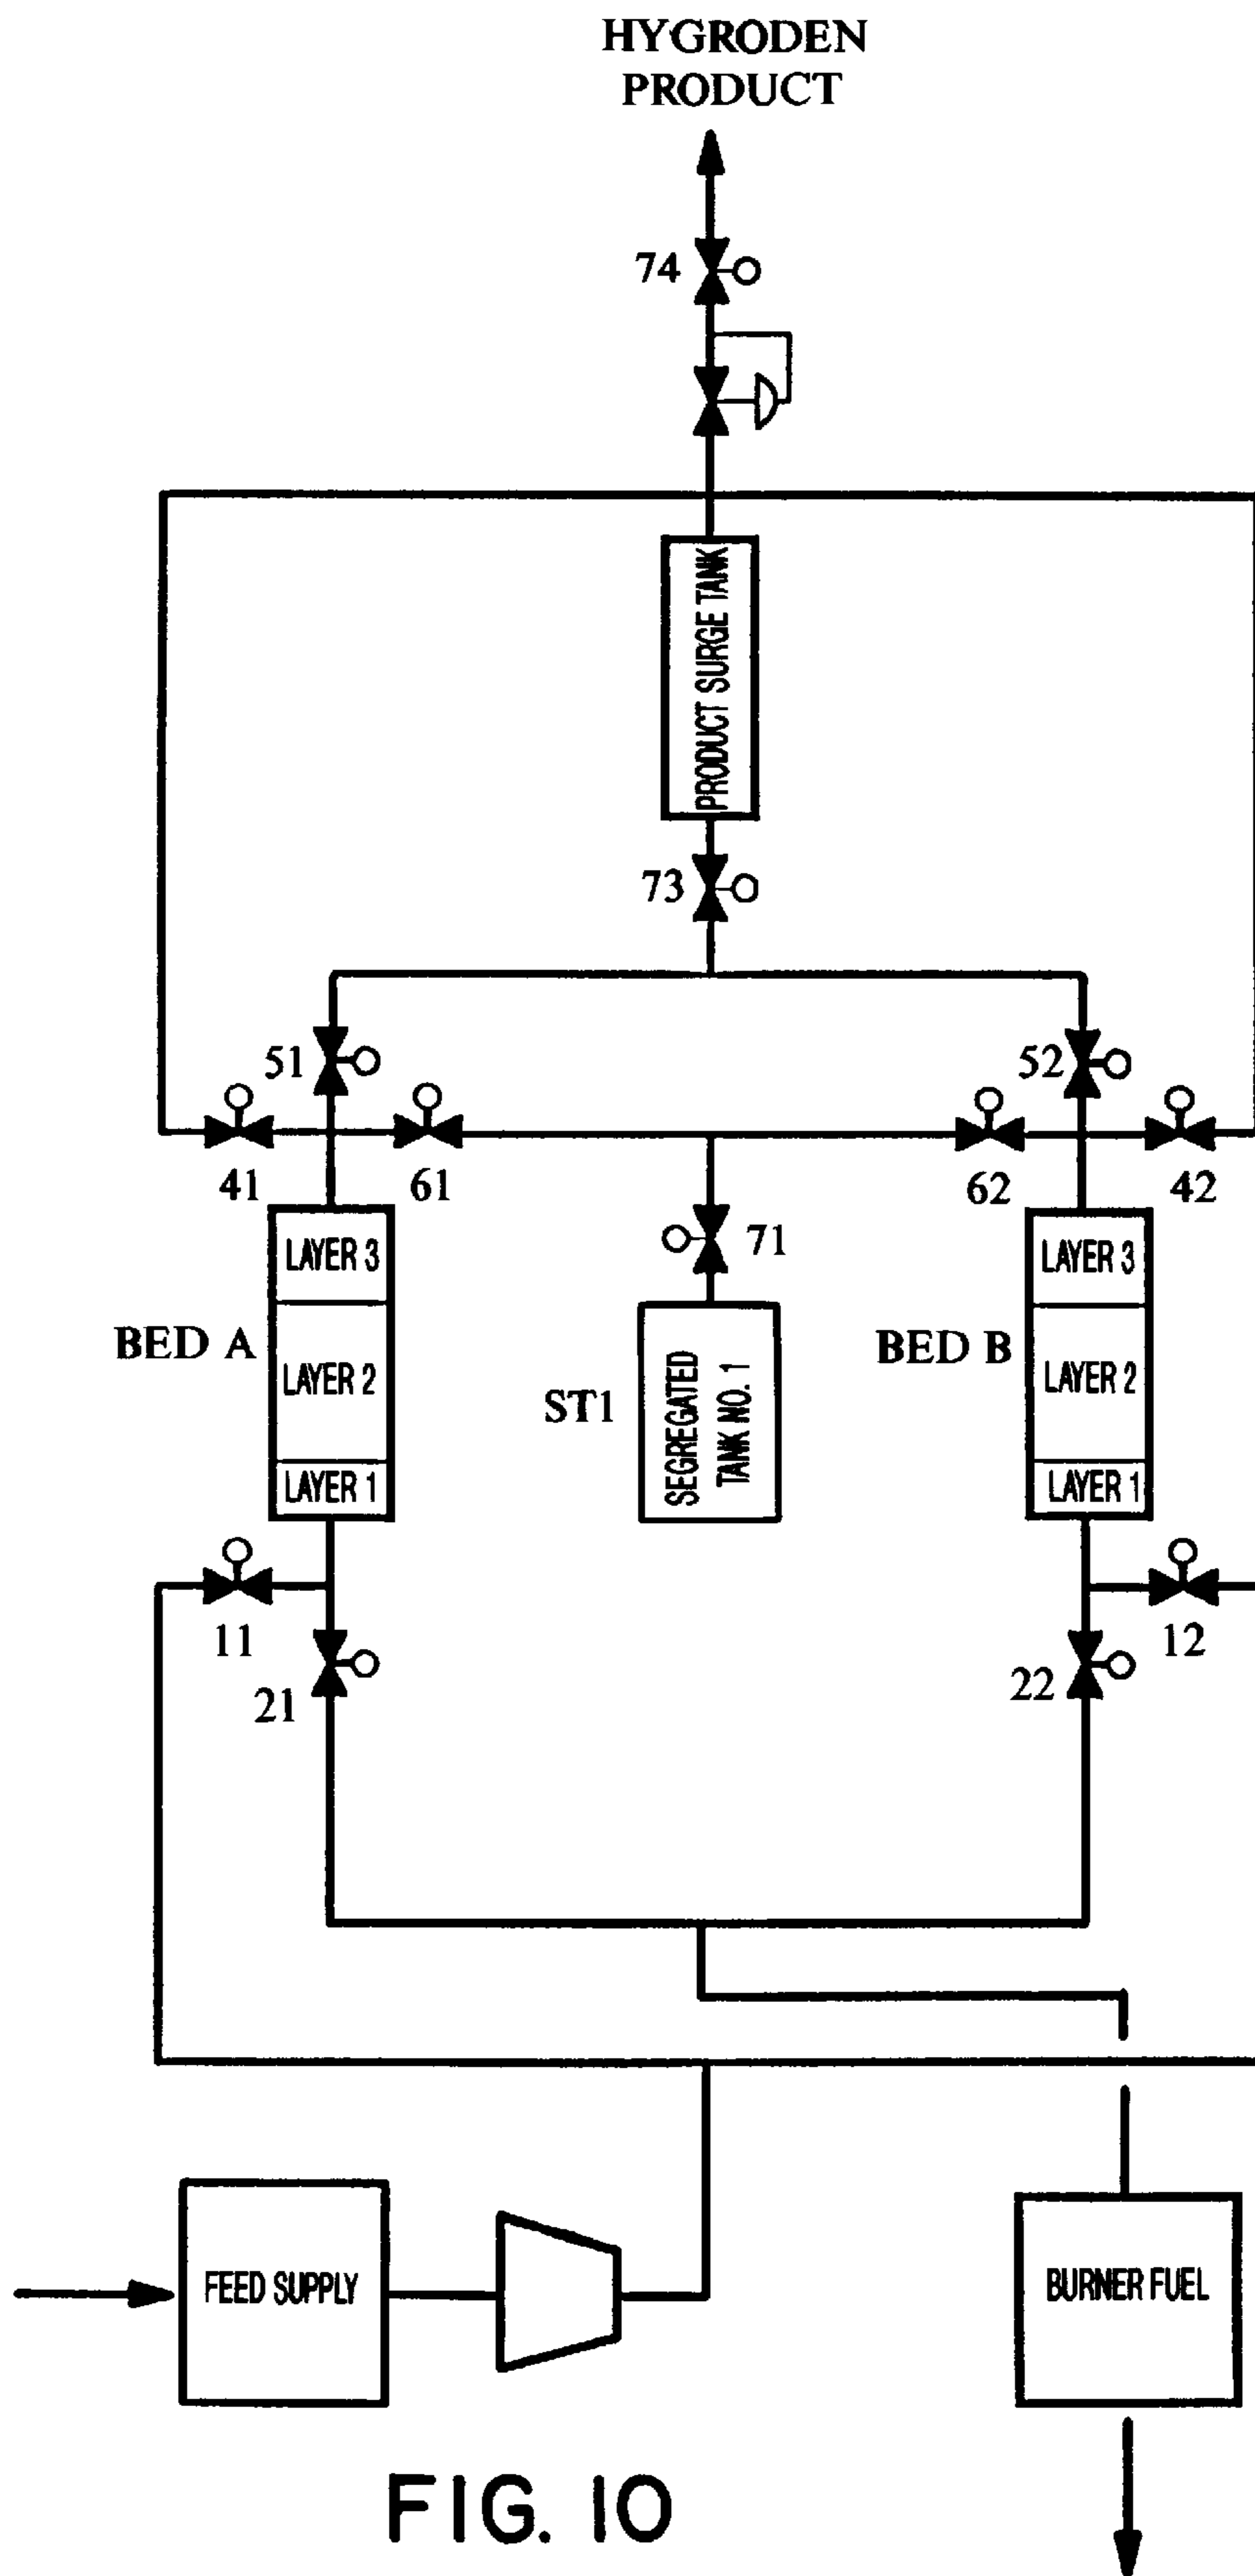 HYGRODEN
PRODUCT
74
PRODUCT SURGE TANK
73
51
52
41
61
62
42
71
LAYER 3
LAYER 3
BED A
LAYER 2
ST1
SEGREGATED
TANK NO. 1
BED B
LAYER 2
LAYER 1
LAYER 1
11
12
21
22
FEED SUPPLY
BURNER FUEL
FIG. 10